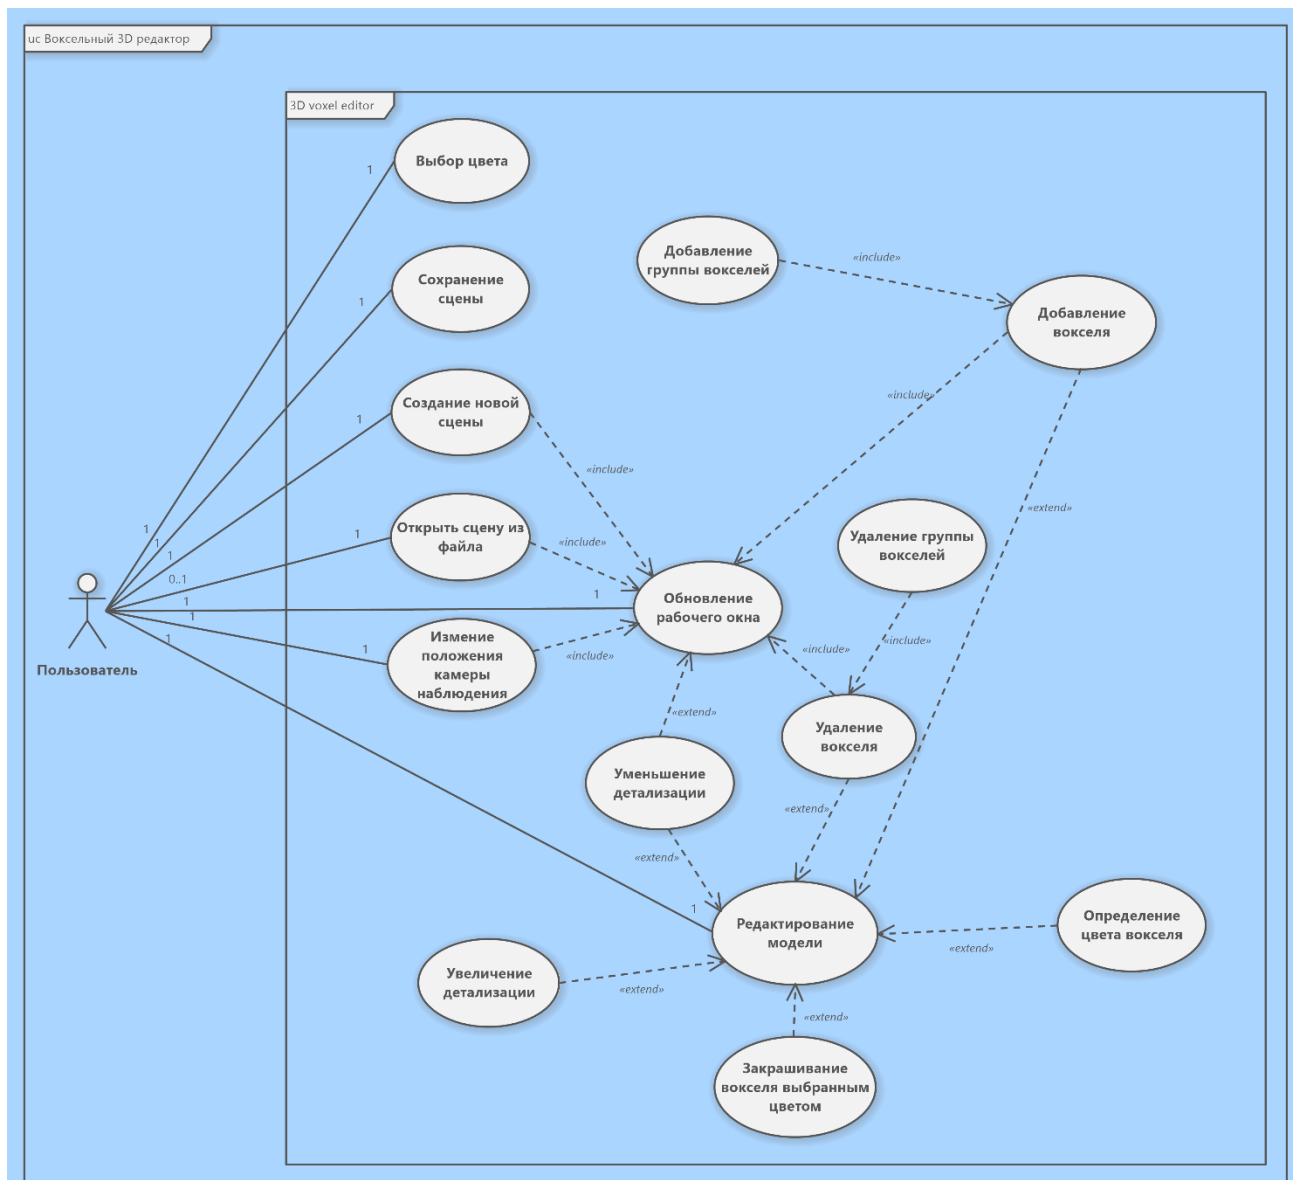 uc Воксельный 3D редактор
3D voxel editor
Выбор цвета
1
Добавление
группы вокселей
«include»
Сохранение
сцены
1
Добавление
вокселя
Создание новой
сцены
1
«include»
«include»
«extend»
Открыть сцену из
файла
1
«include»
Удаление группы
вокселей
1
1
1
0..1
1
1
1
Обновление
рабочего окна
1
Измение
положения
камеры
наблюдения
1
«include»
«include»
«include»
Пользователь
«extend»
Удаление
вокселя
Уменьшение
детализации
«extend»
«extend»
1
Редактирование
модели
Определение
цвета вокселя
«extend»
Увеличение
детализации
«extend»
«extend»
Закрашивание
вокселя выбранным
цветом